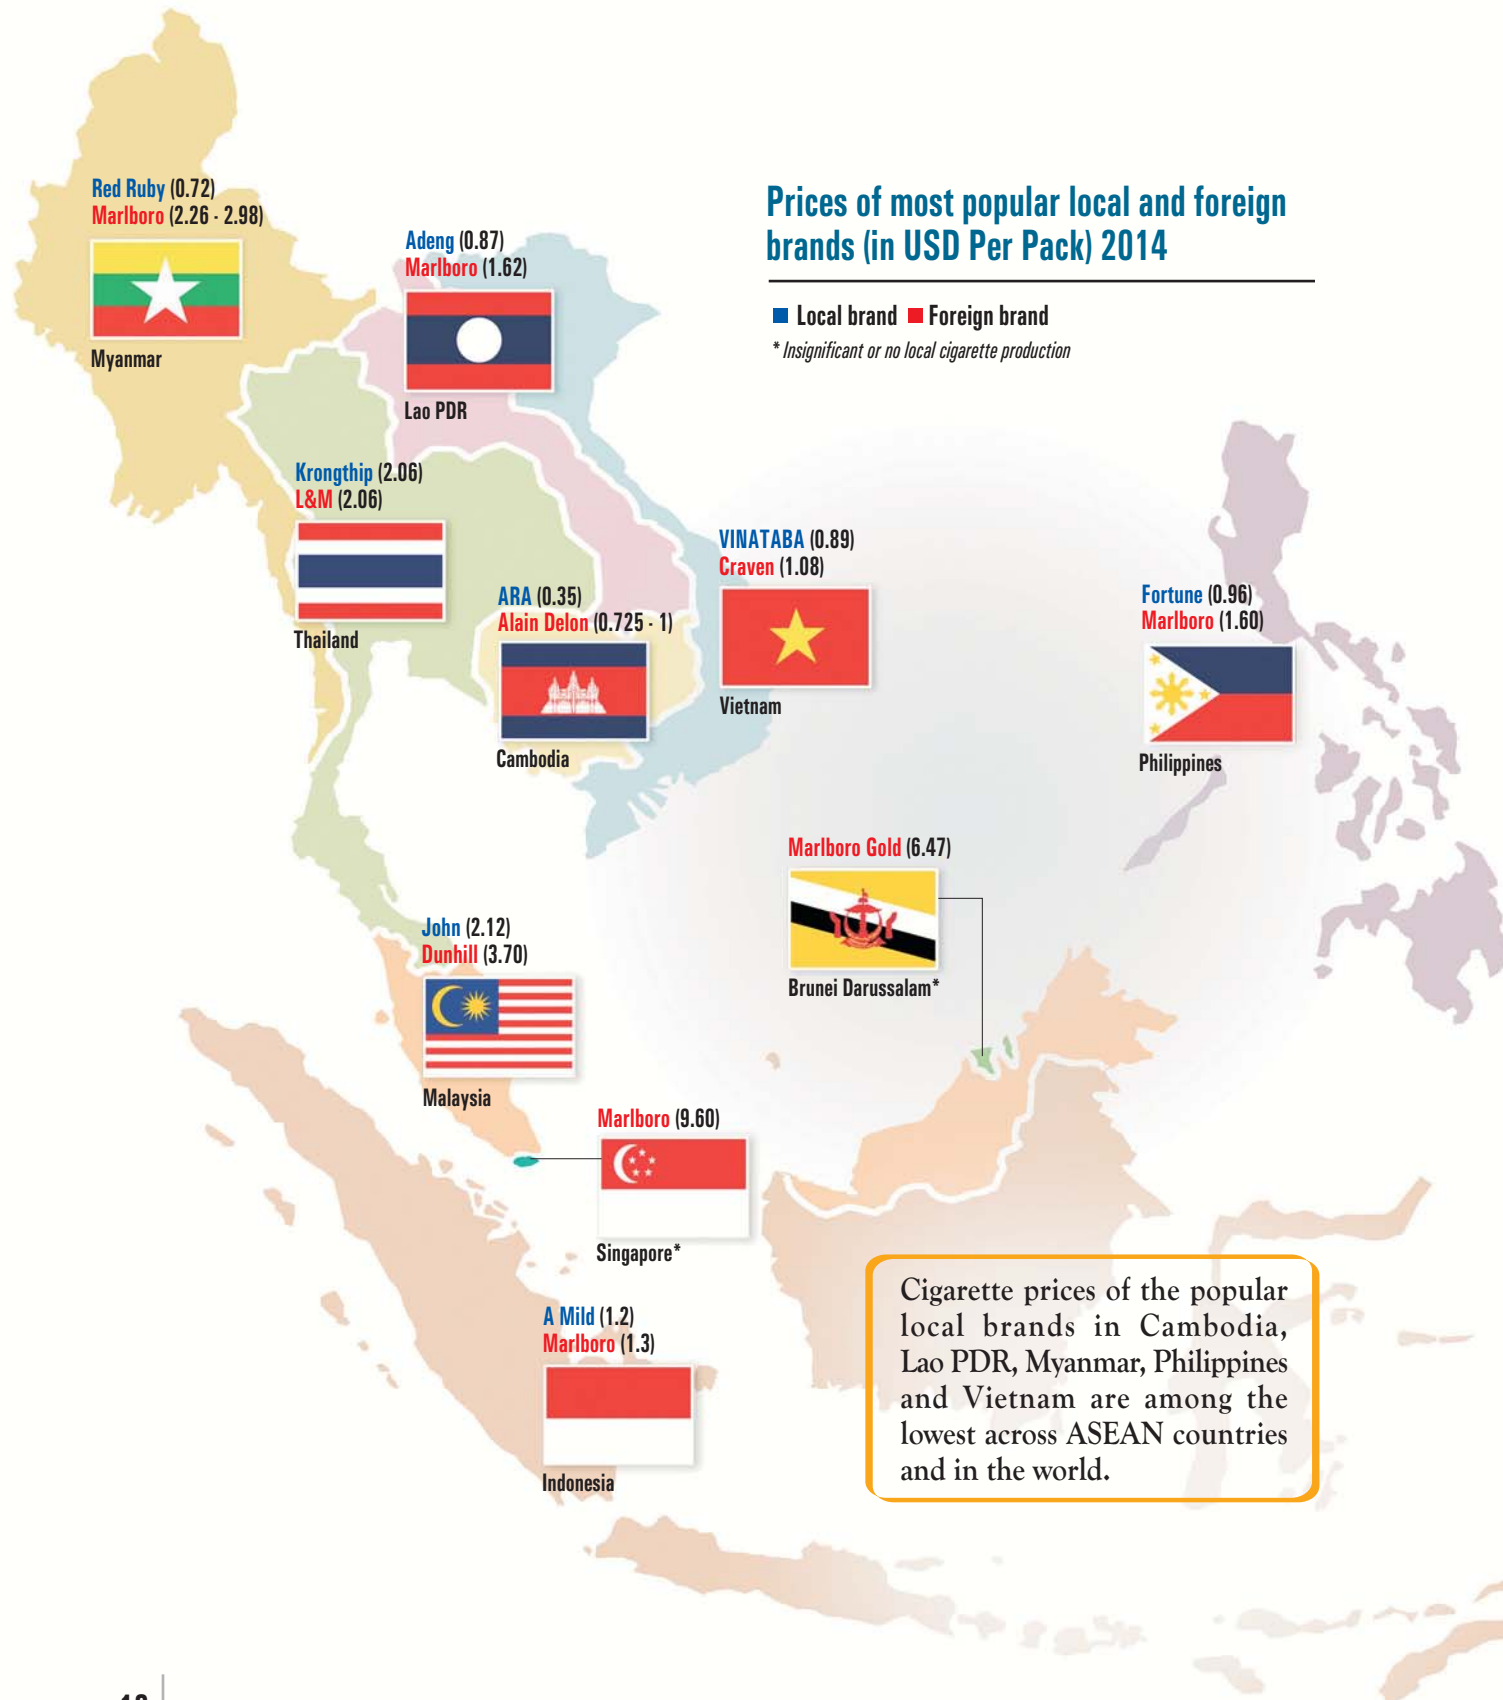 Prices of most popular local and foreign
brands (in USD Per Pack) 2014
Local brand Foreign brand
* Insignificant or no local cigarette production
Red Ruby (0.72)
Marlboro (2.26 - 2.98)
Myanmar
Adeng (0.87)
Marlboro (1.62)
Lao PDR
Krongthip (2.06)
L&M (2.06)
Thailand
VINATABA (0.89)
Craven (1.08)
Vietnam
ARA (0.35)
Alain Delon (0.725 - 1)
Cambodia
Fortune (0.96)
Marlboro (1.60)
Philippines
Marlboro Gold (6.47)
Brunei Darussalam*
John (2.12)
Dunhill (3.70)
Malaysia
Marlboro (9.60)
Singapore*
A Mild (1.2)
Marlboro (1.3)
Indonesia
Cigarette prices of the popular
local brands in Cambodia,
Lao PDR, Myanmar, Philippines
and Vietnam are among the
lowest across ASEAN countries
and in the world.